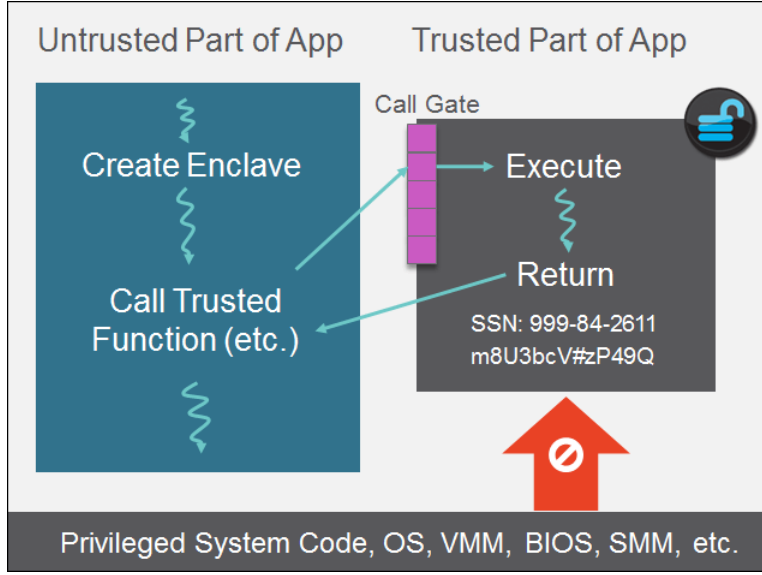 Untrusted Part of App
Trusted Part of App
Call Gate
Create Enclave
Execute
Call Trusted
Function (etc.)
Return
SSN: 999-84-2611
m8U3bcV#zP49Q
Privileged System Code, OS, VMM, BIOS, SMM, etc.